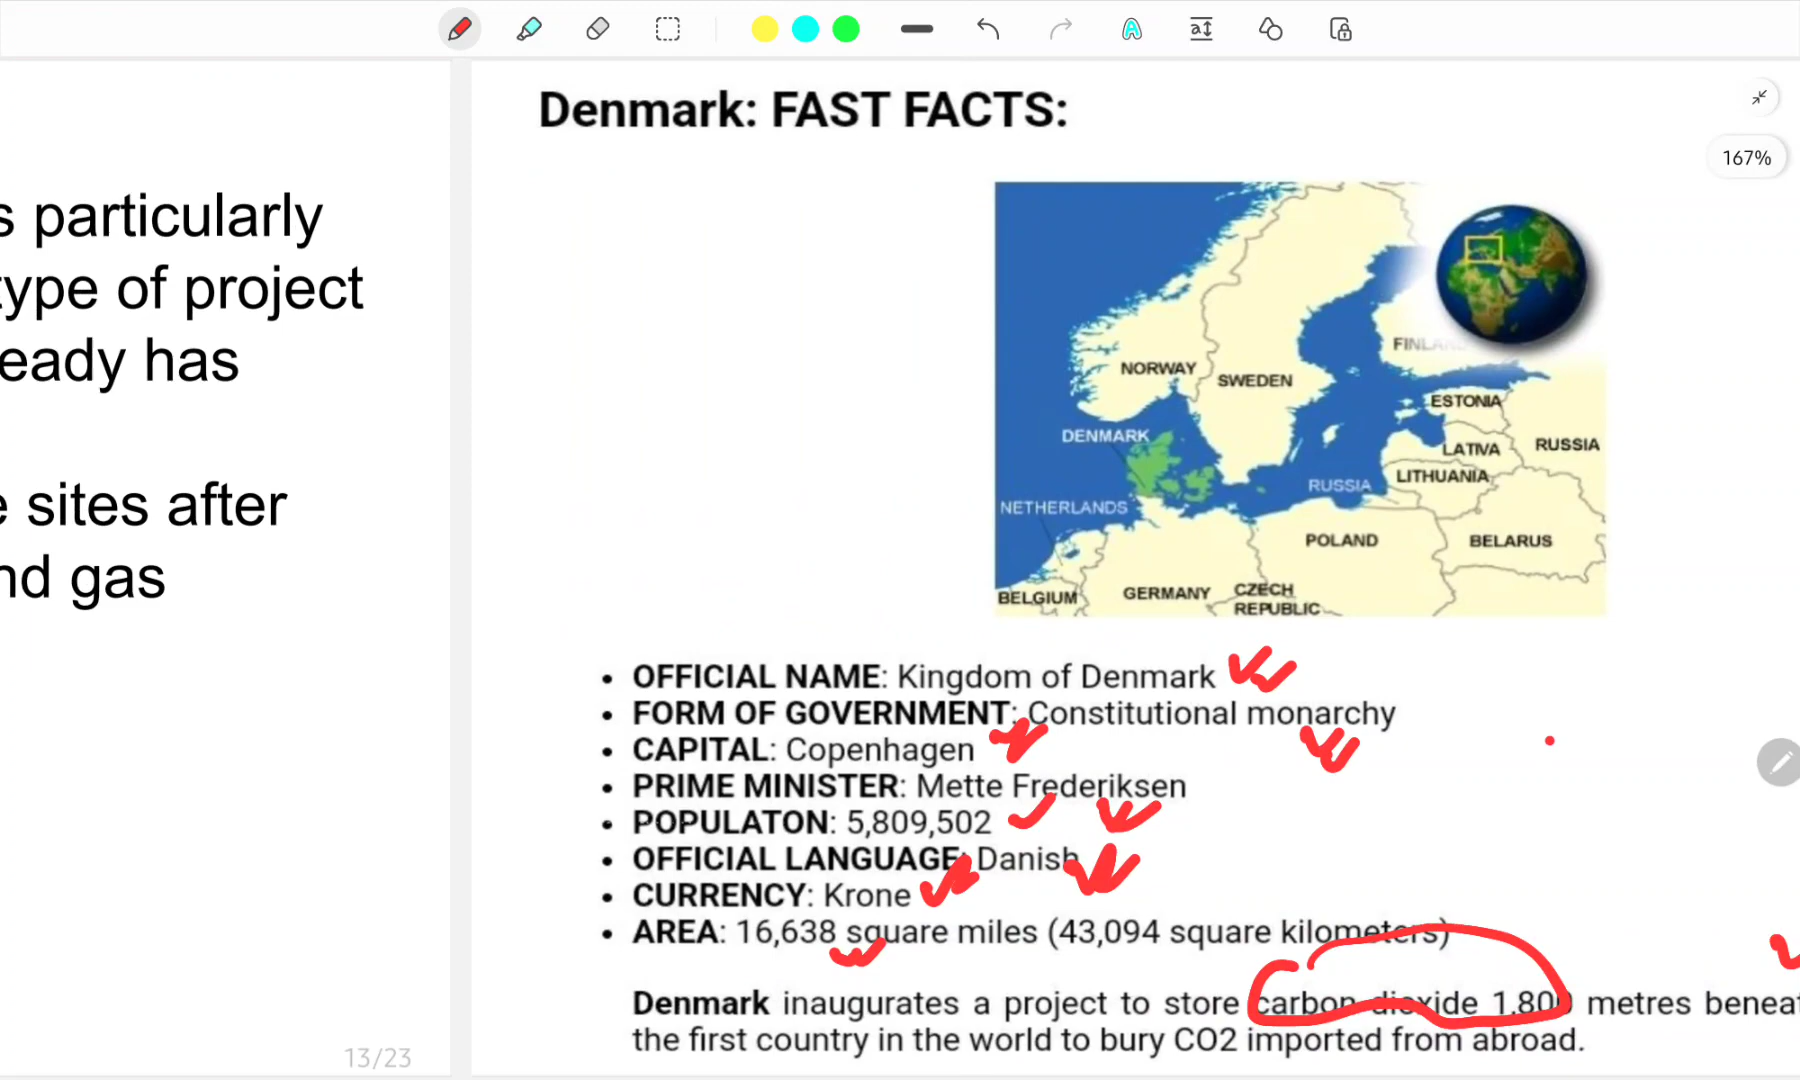 167%
s particularly
type of project
eady has
e sites after
nd gas
13/23
Denmark: FAST FACTS:
NORWAY
SWEDEN
FINLAND
ESTONIA
DENMARK
LATIVA
RUSSIA
LITHUANIA
RUSSIA
NETHERLANDS
POLAND
BELARUS
BELGIUM
GERMANY
CZECH
REPUBLIC
• OFFICIAL NAME: Kingdom of Denmark
• FORM OF GOVERNMENT: Constitutional monarchy
• CAPITAL: Copenhagen
• PRIME MINISTER: Mette Frederiksen
• POPULATON: 5,809,502
• OFFICIAL LANGUAGE: Danish
• CURRENCY: Krone
• AREA: 16,638 square miles (43,094 square kilometers)
Denmark inaugurates a project to store carbon dioxide 1,800 metres beneat
the first country in the world to bury CO2 imported from abroad.